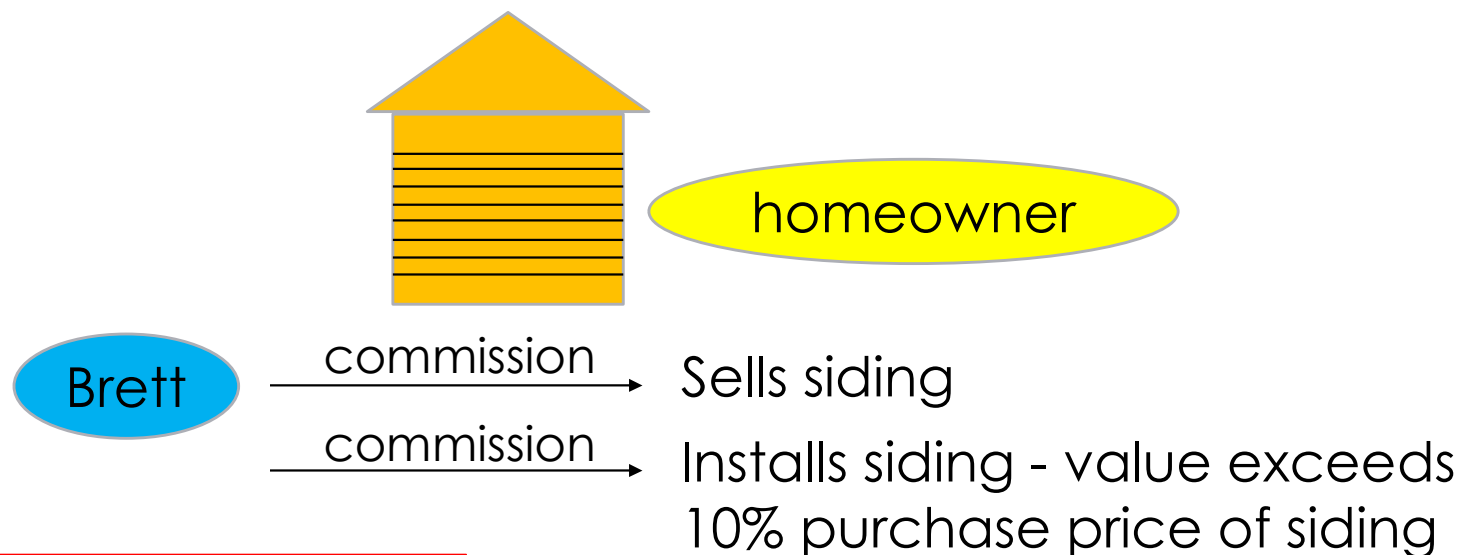 homeowner
Brett
commission
Sells siding
commission
Installs siding - value exceeds
10% purchase price of siding